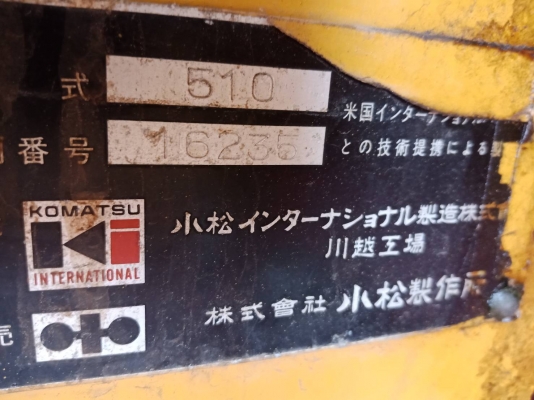 式 510
米国インターナショナル
番号 16235
との技術提携による
KOMATSU
INTERNATIONAL
小松インターナショナル製造株式
川越工場
売
株式會社 小松製作所